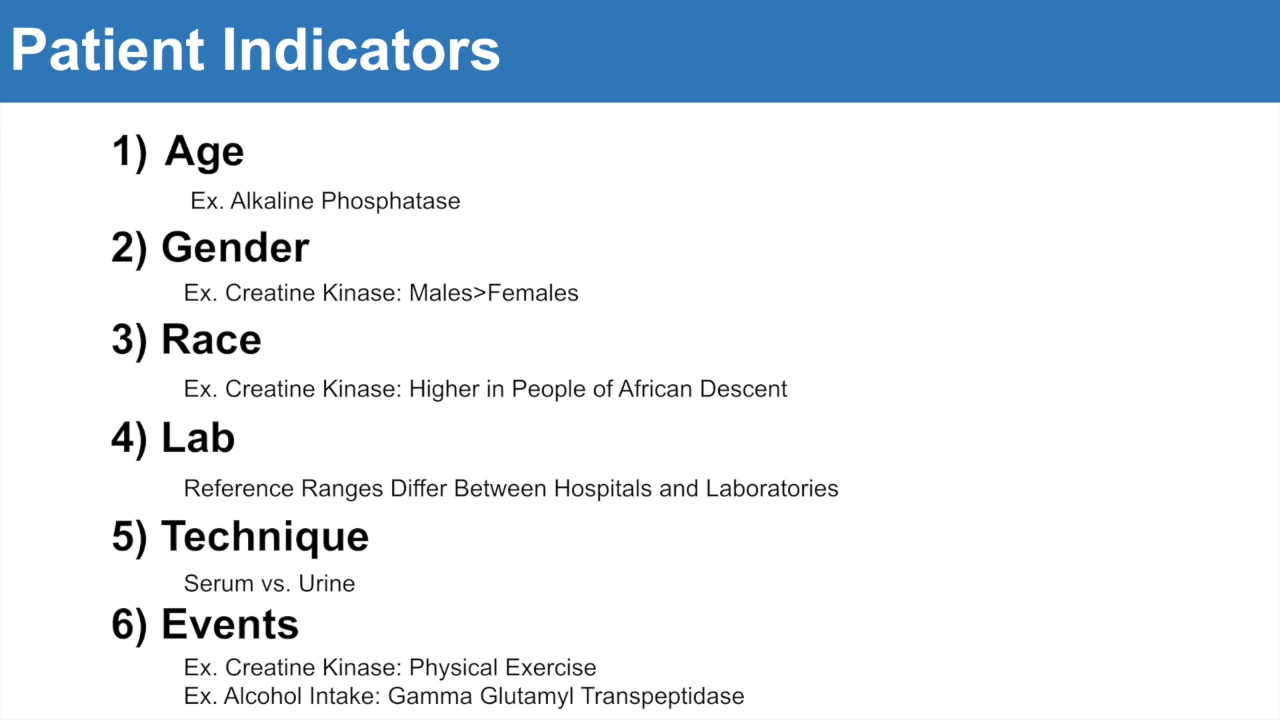 Patient Indicators
1) Age
Ex. Alkaline Phosphatase
2) Gender
Ex. Creatine Kinase: Males>Females
3) Race
Ex. Creatine Kinase: Higher in People of African Descent
4) Lab
Reference Ranges Differ Between Hospitals and Laboratories
5) Technique
Serum vs. Urine
6) Events
Ex. Creatine Kinase: Physical Exercise
Ex. Alcohol Intake: Gamma Glutamyl Transpeptidase